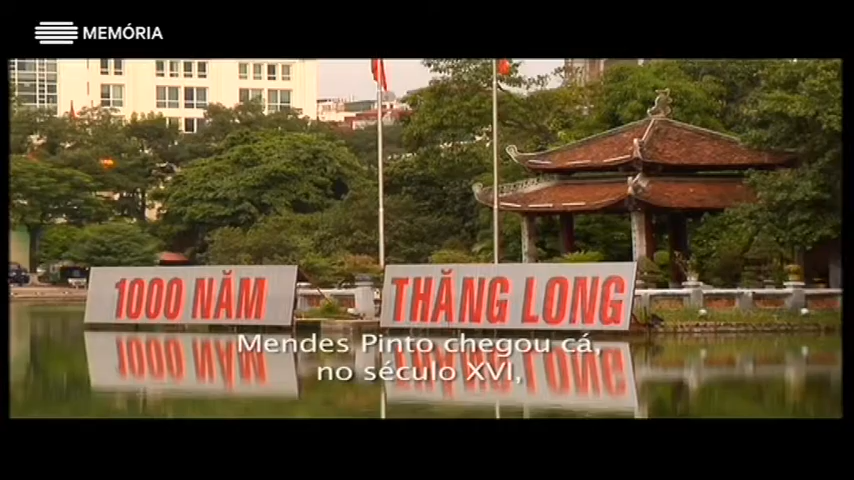 MEMÓRIA
1000 NĂM
THĂNG LONG
Mendes Pinto chegou cá,
no século XVI,